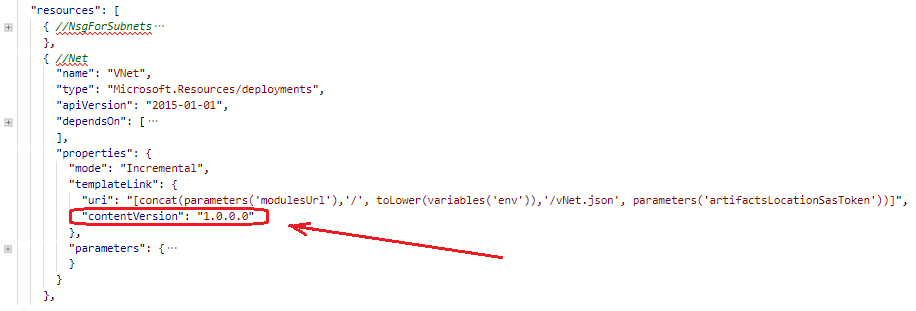 "resources": [
{ //NsgForSubnets...
},
{ //Net
"name": "VNet",
"type": "Microsoft.Resources/deployments",
"apiVersion": "2015-01-01",
"dependsOn": [...
],
"properties": {
"mode": "Incremental",
"templateLink": {
"uri": "[concat(parameters('modulesUrl'),'/', toLower(variables('env')),'/vNet.json', parameters('artifactsLocationSasToken'))]",
"contentVersion": "1.0.0.0"
},
"parameters": {...
}
}
},